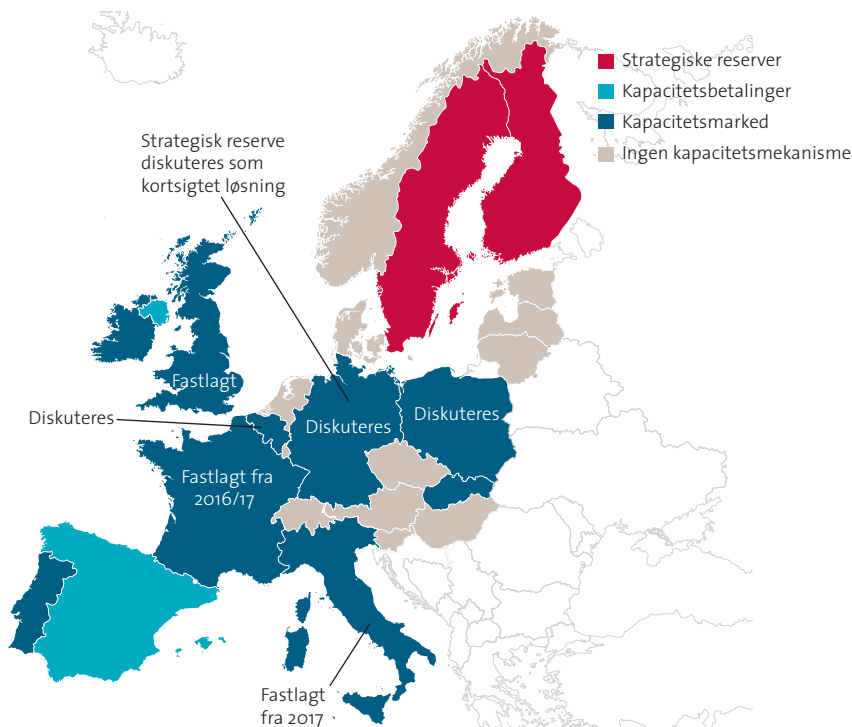 Strategiske reserver
Kapacitetsbetalinger
Kapacitetsmarked
Ingen kapacitetsmekanisme
Strategisk reserve
diskuteres som
kortsigtet løsning
Fastlagt
Diskuteres
Diskuteres
Diskuteres
Fastlagt fra
2016/17
Fastlagt
fra 2017